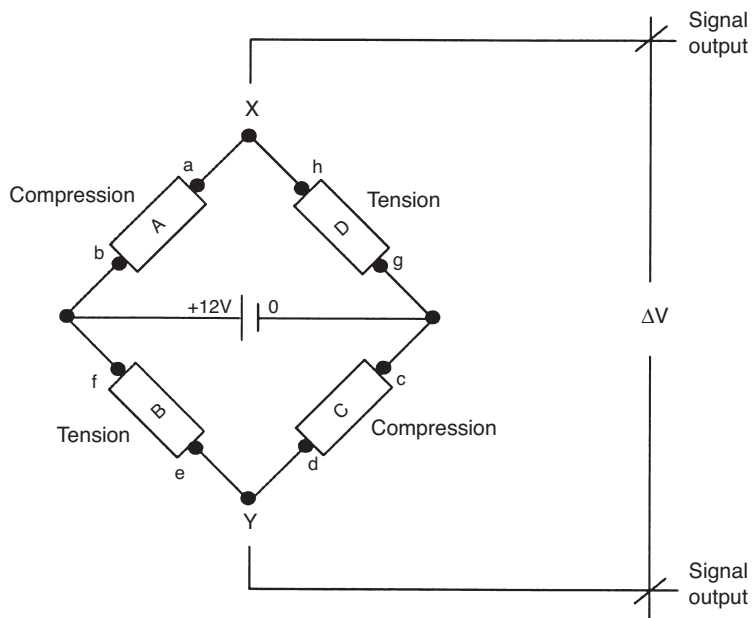 Signal
output
X
a
h
Compression
Tension
A
D
b
g
+12V
0
ΔV
f
c
B
C
Tension
Compression
e
d
Y
Signal
output